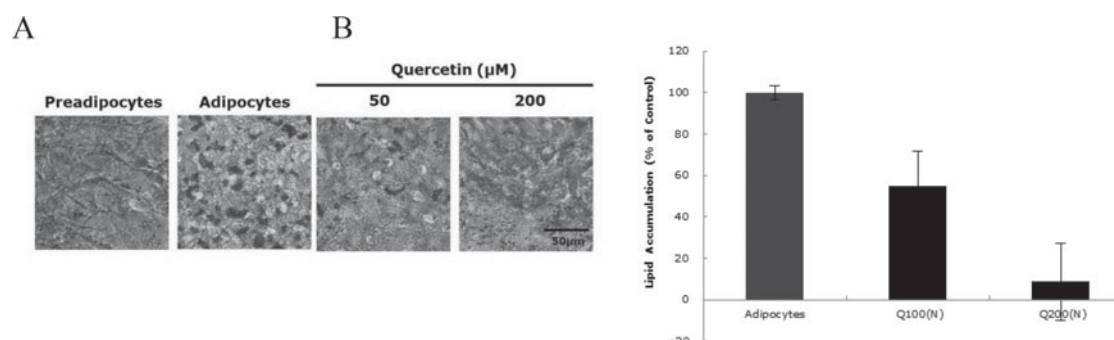 A
B
Quercetin (µM)
Preadipocytes
Adipocytes
50
200
50µm
Lipid Accumulation (% of Control)
120
100
80
60
40
20
0
-20
Adipocytes
Q100(N)
Q200(N)